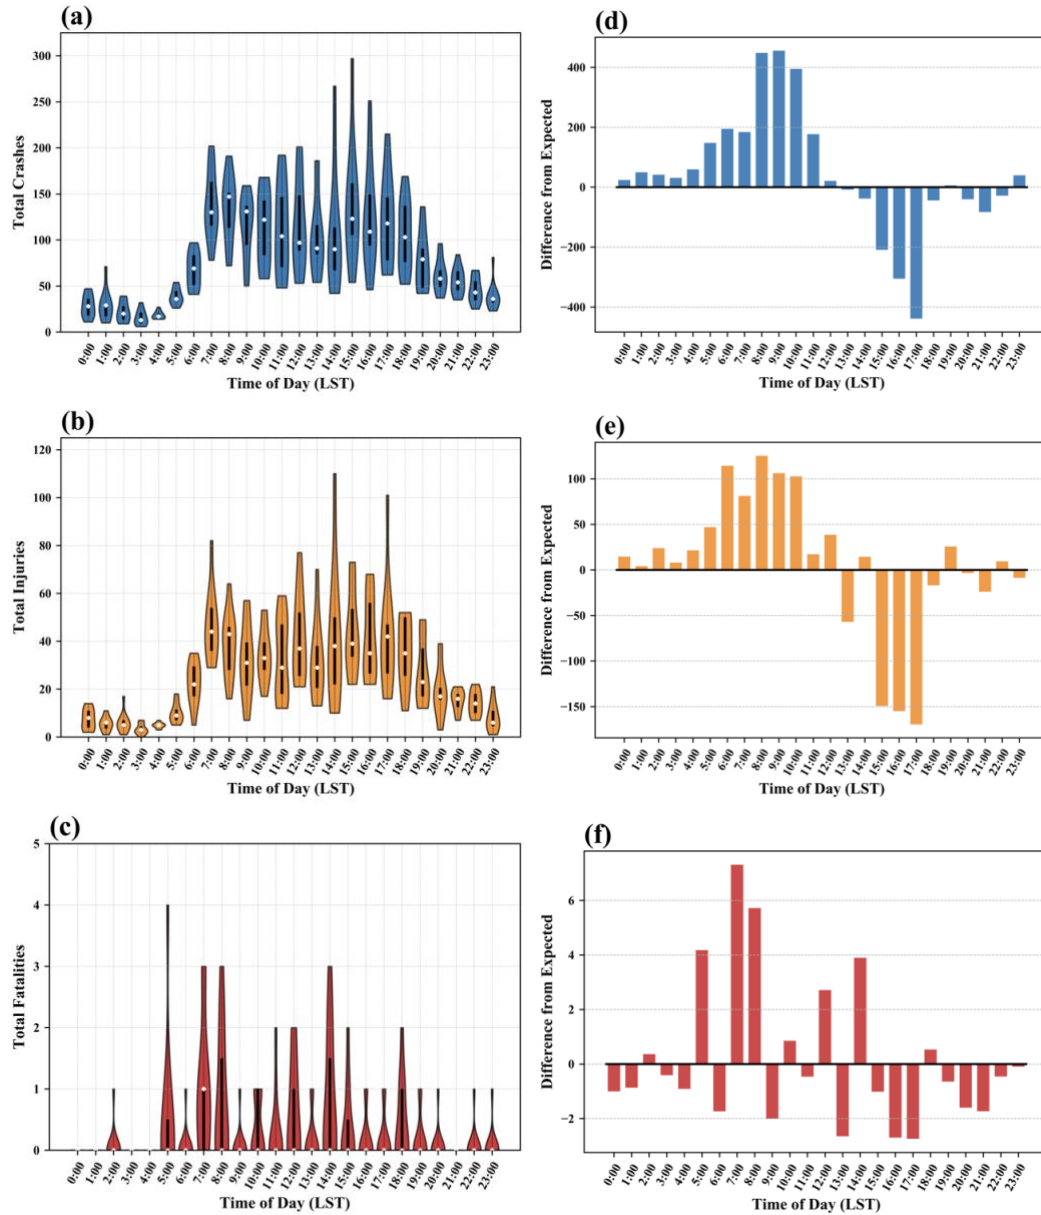 (a)
Total Crashes
300
250
200
150
100
50
0
0:00 1:00 2:00 3:00 4:00 5:00 6:00 7:00 8:00 9:00 10:00 11:00 12:00 13:00 14:00 15:00 16:00 17:00 18:00 19:00 20:00 21:00 22:00 23:00
Time of Day (LST)
(d)
Difference from Expected
400
200
0
−200
−400
0:00 1:00 2:00 3:00 4:00 5:00 6:00 7:00 8:00 9:00 10:00 11:00 12:00 13:00 14:00 15:00 16:00 17:00 18:00 19:00 20:00 21:00 22:00 23:00
Time of Day (LST)
(b)
Total Injuries
120
100
80
60
40
20
0
0:00 1:00 2:00 3:00 4:00 5:00 6:00 7:00 8:00 9:00 10:00 11:00 12:00 13:00 14:00 15:00 16:00 17:00 18:00 19:00 20:00 21:00 22:00 23:00
Time of Day (LST)
(e)
Difference from Expected
100
50
0
−50
−100
−150
0:00 1:00 2:00 3:00 4:00 5:00 6:00 7:00 8:00 9:00 10:00 11:00 12:00 13:00 14:00 15:00 16:00 17:00 18:00 19:00 20:00 21:00 22:00 23:00
Time of Day (LST)
(c)
Total Fatalities
5
4
3
2
1
0
0:00 1:00 2:00 3:00 4:00 5:00 6:00 7:00 8:00 9:00 10:00 11:00 12:00 13:00 14:00 15:00 16:00 17:00 18:00 19:00 20:00 21:00 22:00 23:00
Time of Day (LST)
(f)
Difference from Expected
6
4
2
0
−2
0:00 1:00 2:00 3:00 4:00 5:00 6:00 7:00 8:00 9:00 10:00 11:00 12:00 13:00 14:00 15:00 16:00 17:00 18:00 19:00 20:00 21:00 22:00 23:00
Time of Day (LST)